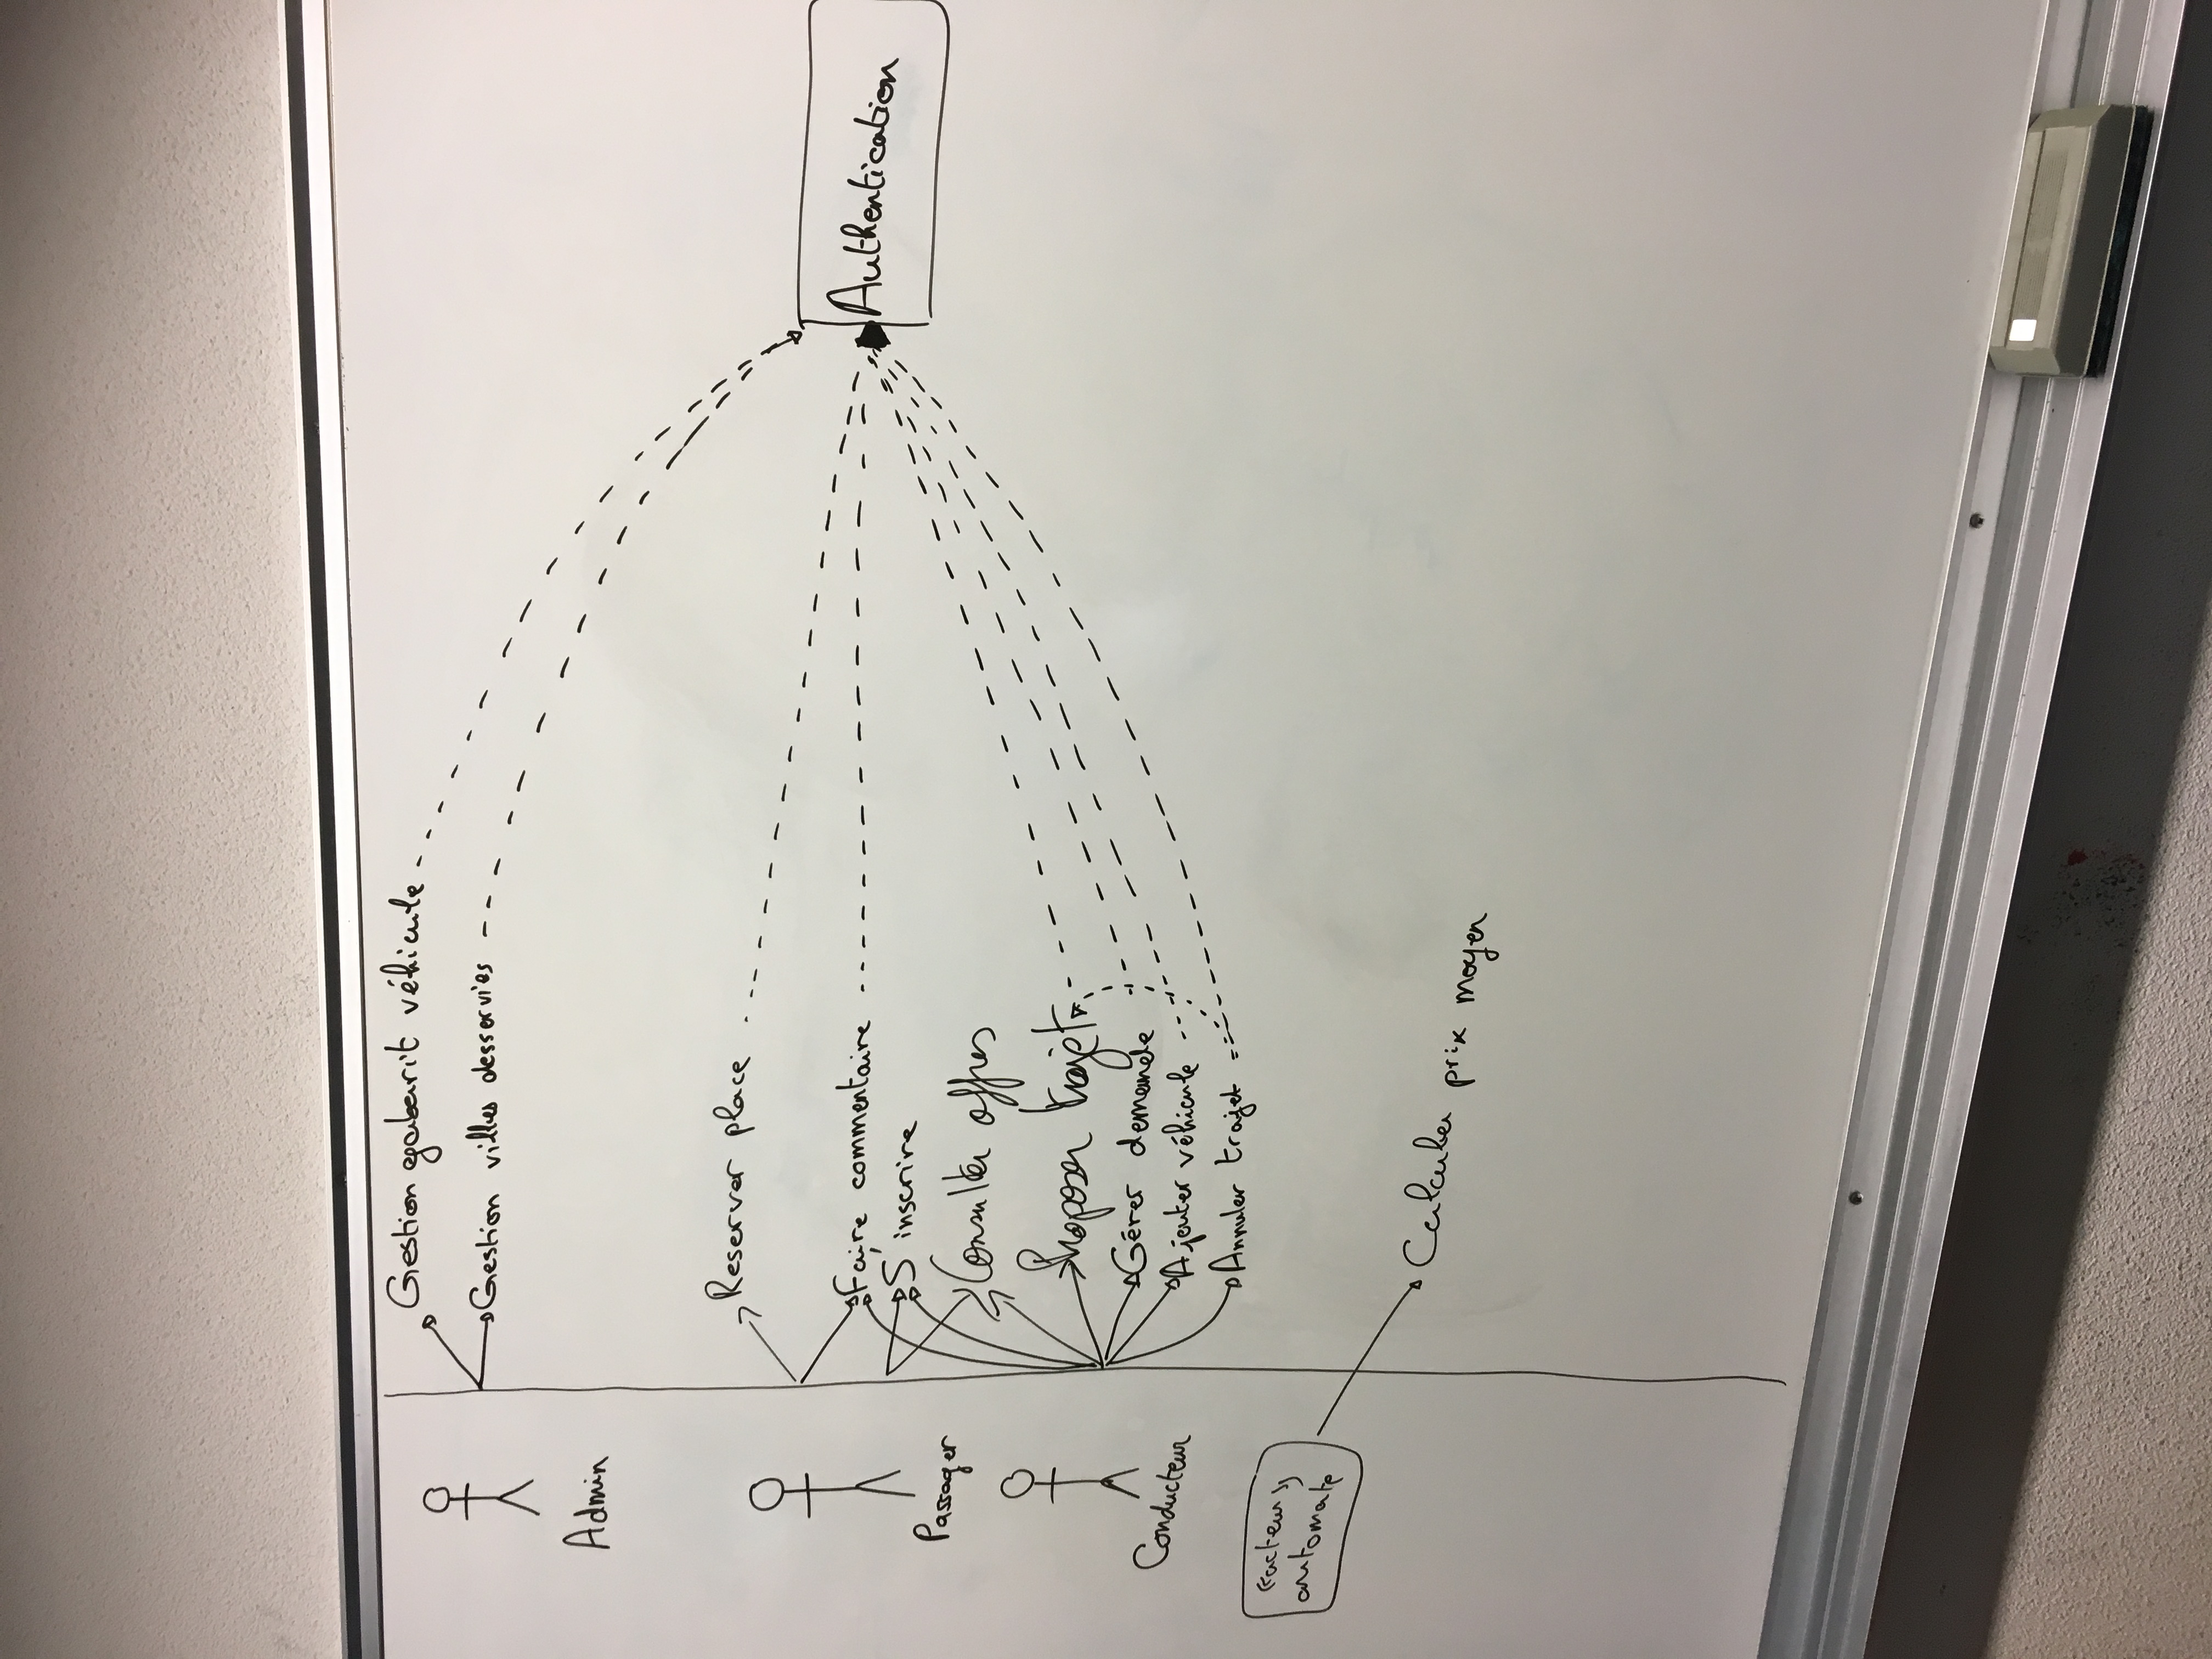 Gestion gabarit véhicule
Gestion villes desservies
Admin
Reserver place
Faire commentaire
Authentication
S'inscrire
Passager
Consulter offres
Proposer trajet
Gérer demande
Conducteur
Ajouter véhicule
Annuler trajet
«acteur»
automate
Calculer prix moyen